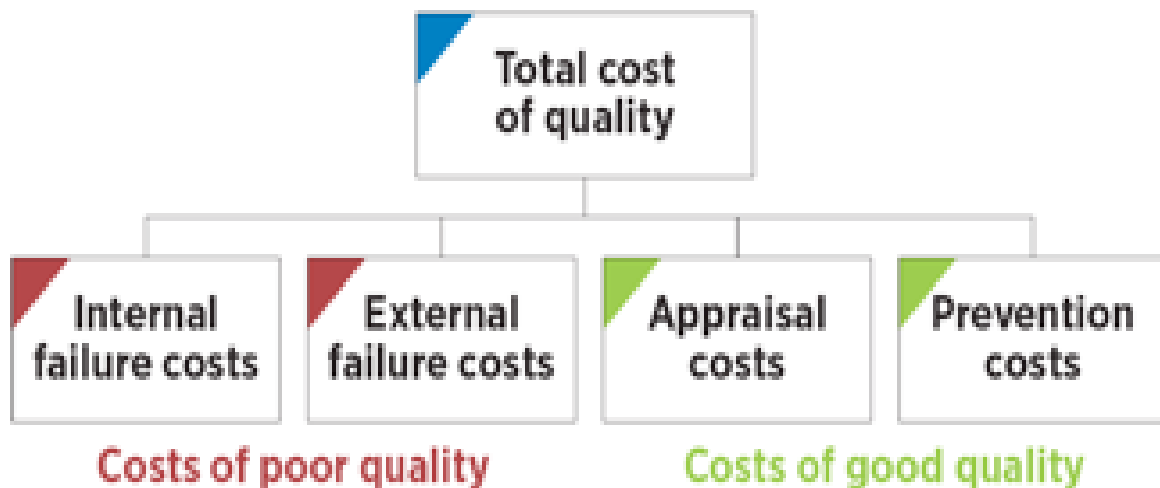 Total cost
of quality
Internal
failure costs
External
failure costs
Appraisal
costs
Prevention
costs
Costs of poor quality
Costs of good quality